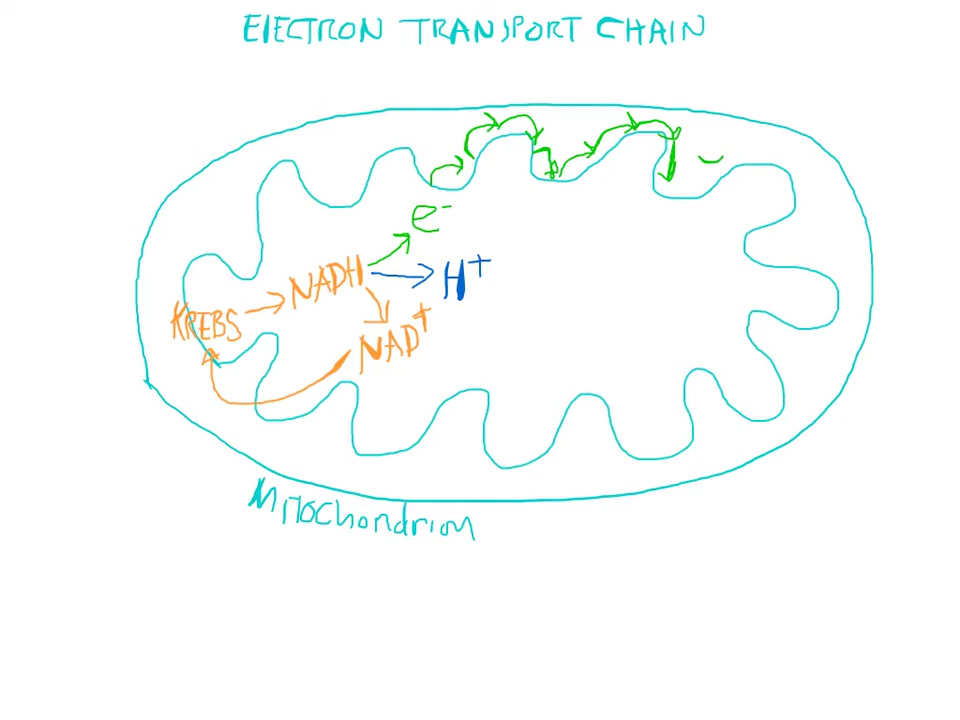 ELECTRON TRANSPORT CHAIN
e-
NADH
H+
KREBS
NAD+
Mitochondrion